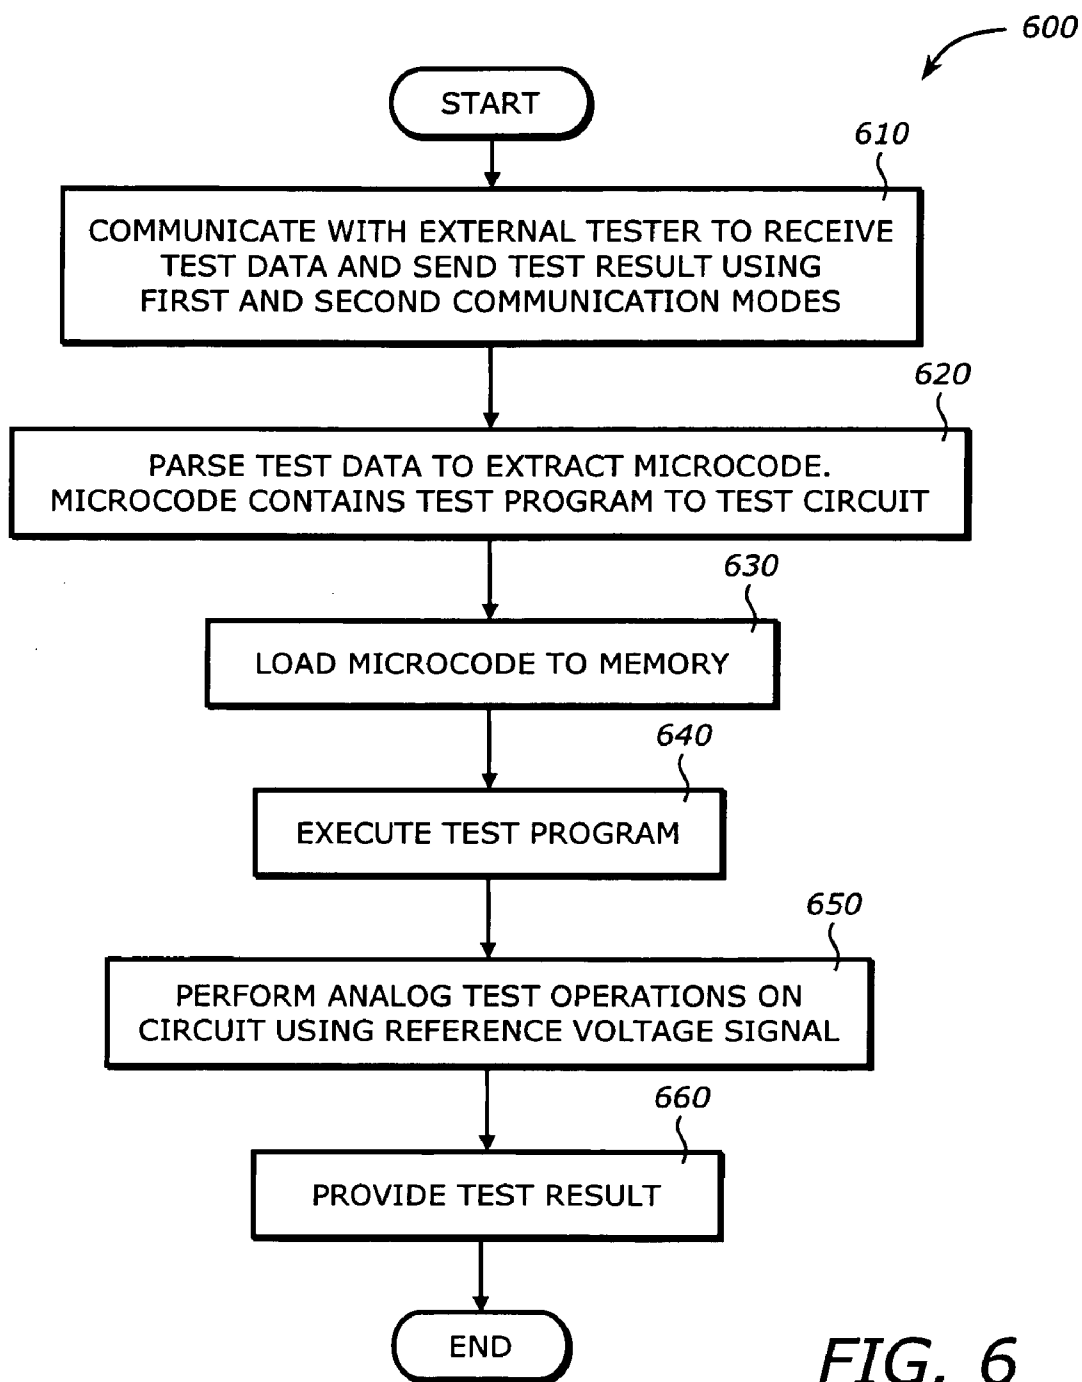 600
START
610
COMMUNICATE WITH EXTERNAL TESTER TO RECEIVE
TEST DATA AND SEND TEST RESULT USING
FIRST AND SECOND COMMUNICATION MODES
620
PARSE TEST DATA TO EXTRACT MICROCODE.
MICROCODE CONTAINS TEST PROGRAM TO TEST CIRCUIT
630
LOAD MICROCODE TO MEMORY
640
EXECUTE TEST PROGRAM
650
PERFORM ANALOG TEST OPERATIONS ON
CIRCUIT USING REFERENCE VOLTAGE SIGNAL
660
PROVIDE TEST RESULT
END
FIG. 6